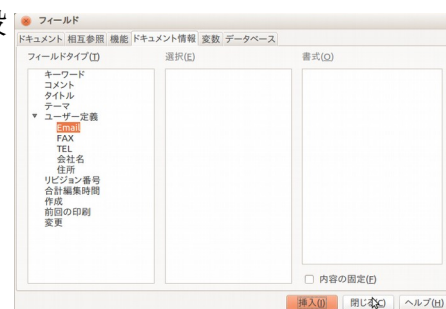 フィールド
ドキュメント 相互参照 機能 ドキュメント情報 変数 データベース
フィールドタイプ(T) 選択(E) 書式(O)
キーワード
コメント
タイトル
テーマ
ユーザー定義
Email
FAX
TEL
会社名
住所
リビジョン番号
合計編集時間
作成
前回の印刷
変更
内容の固定(F)
挿入(I) 閉じる(C) ヘルプ(H)